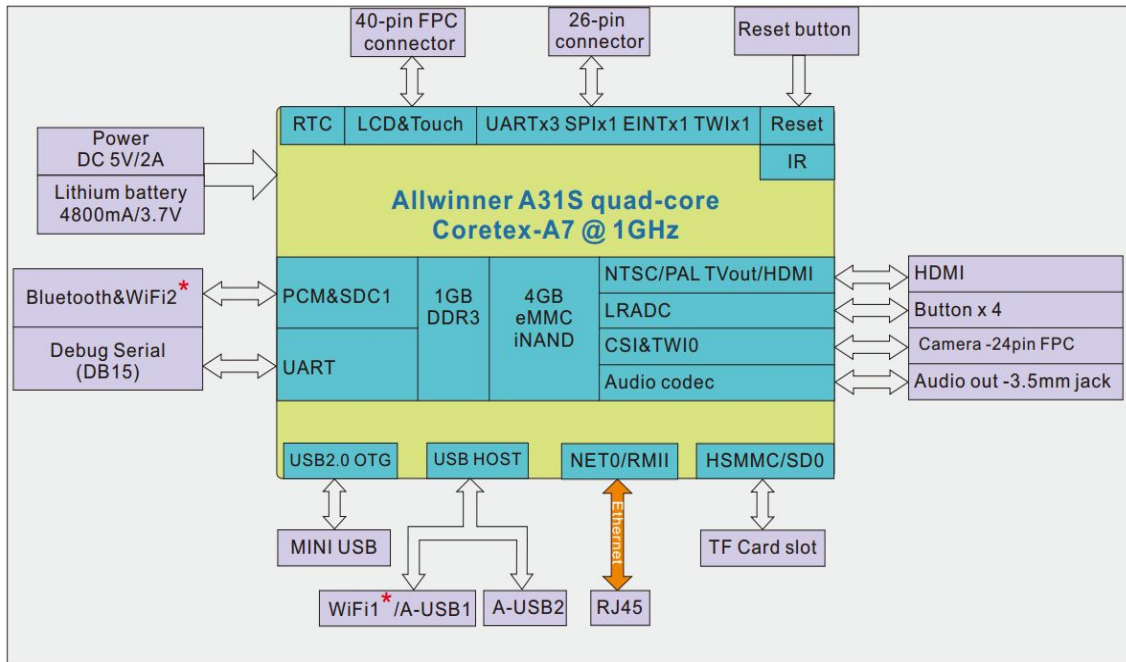 40-pin FPC
connector
26-pin
connector
Reset button
RTC
LCD&Touch
UARTx3 SPIx1 EINTx1 TWIx1
Reset
IR
Power
DC 5V/2A
Lithium battery
4800mA/3.7V
Allwinner A31S quad-core
Coretex-A7 @ 1GHz
Bluetooth&WiFi2*
Debug Serial
(DB15)
PCM&SDC1
UART
1GB
DDR3
4GB
eMMC
iNAND
NTSC/PAL TVout/HDMI
LRADC
CSI&TWI0
Audio codec
HDMI
Button x 4
Camera -24pin FPC
Audio out -3.5mm jack
USB2.0 OTG
USB HOST
NET0/RMII
HSMMC/SD0
Ethernet
MINI USB
TF Card slot
WiFi1*/A-USB1
A-USB2
RJ45